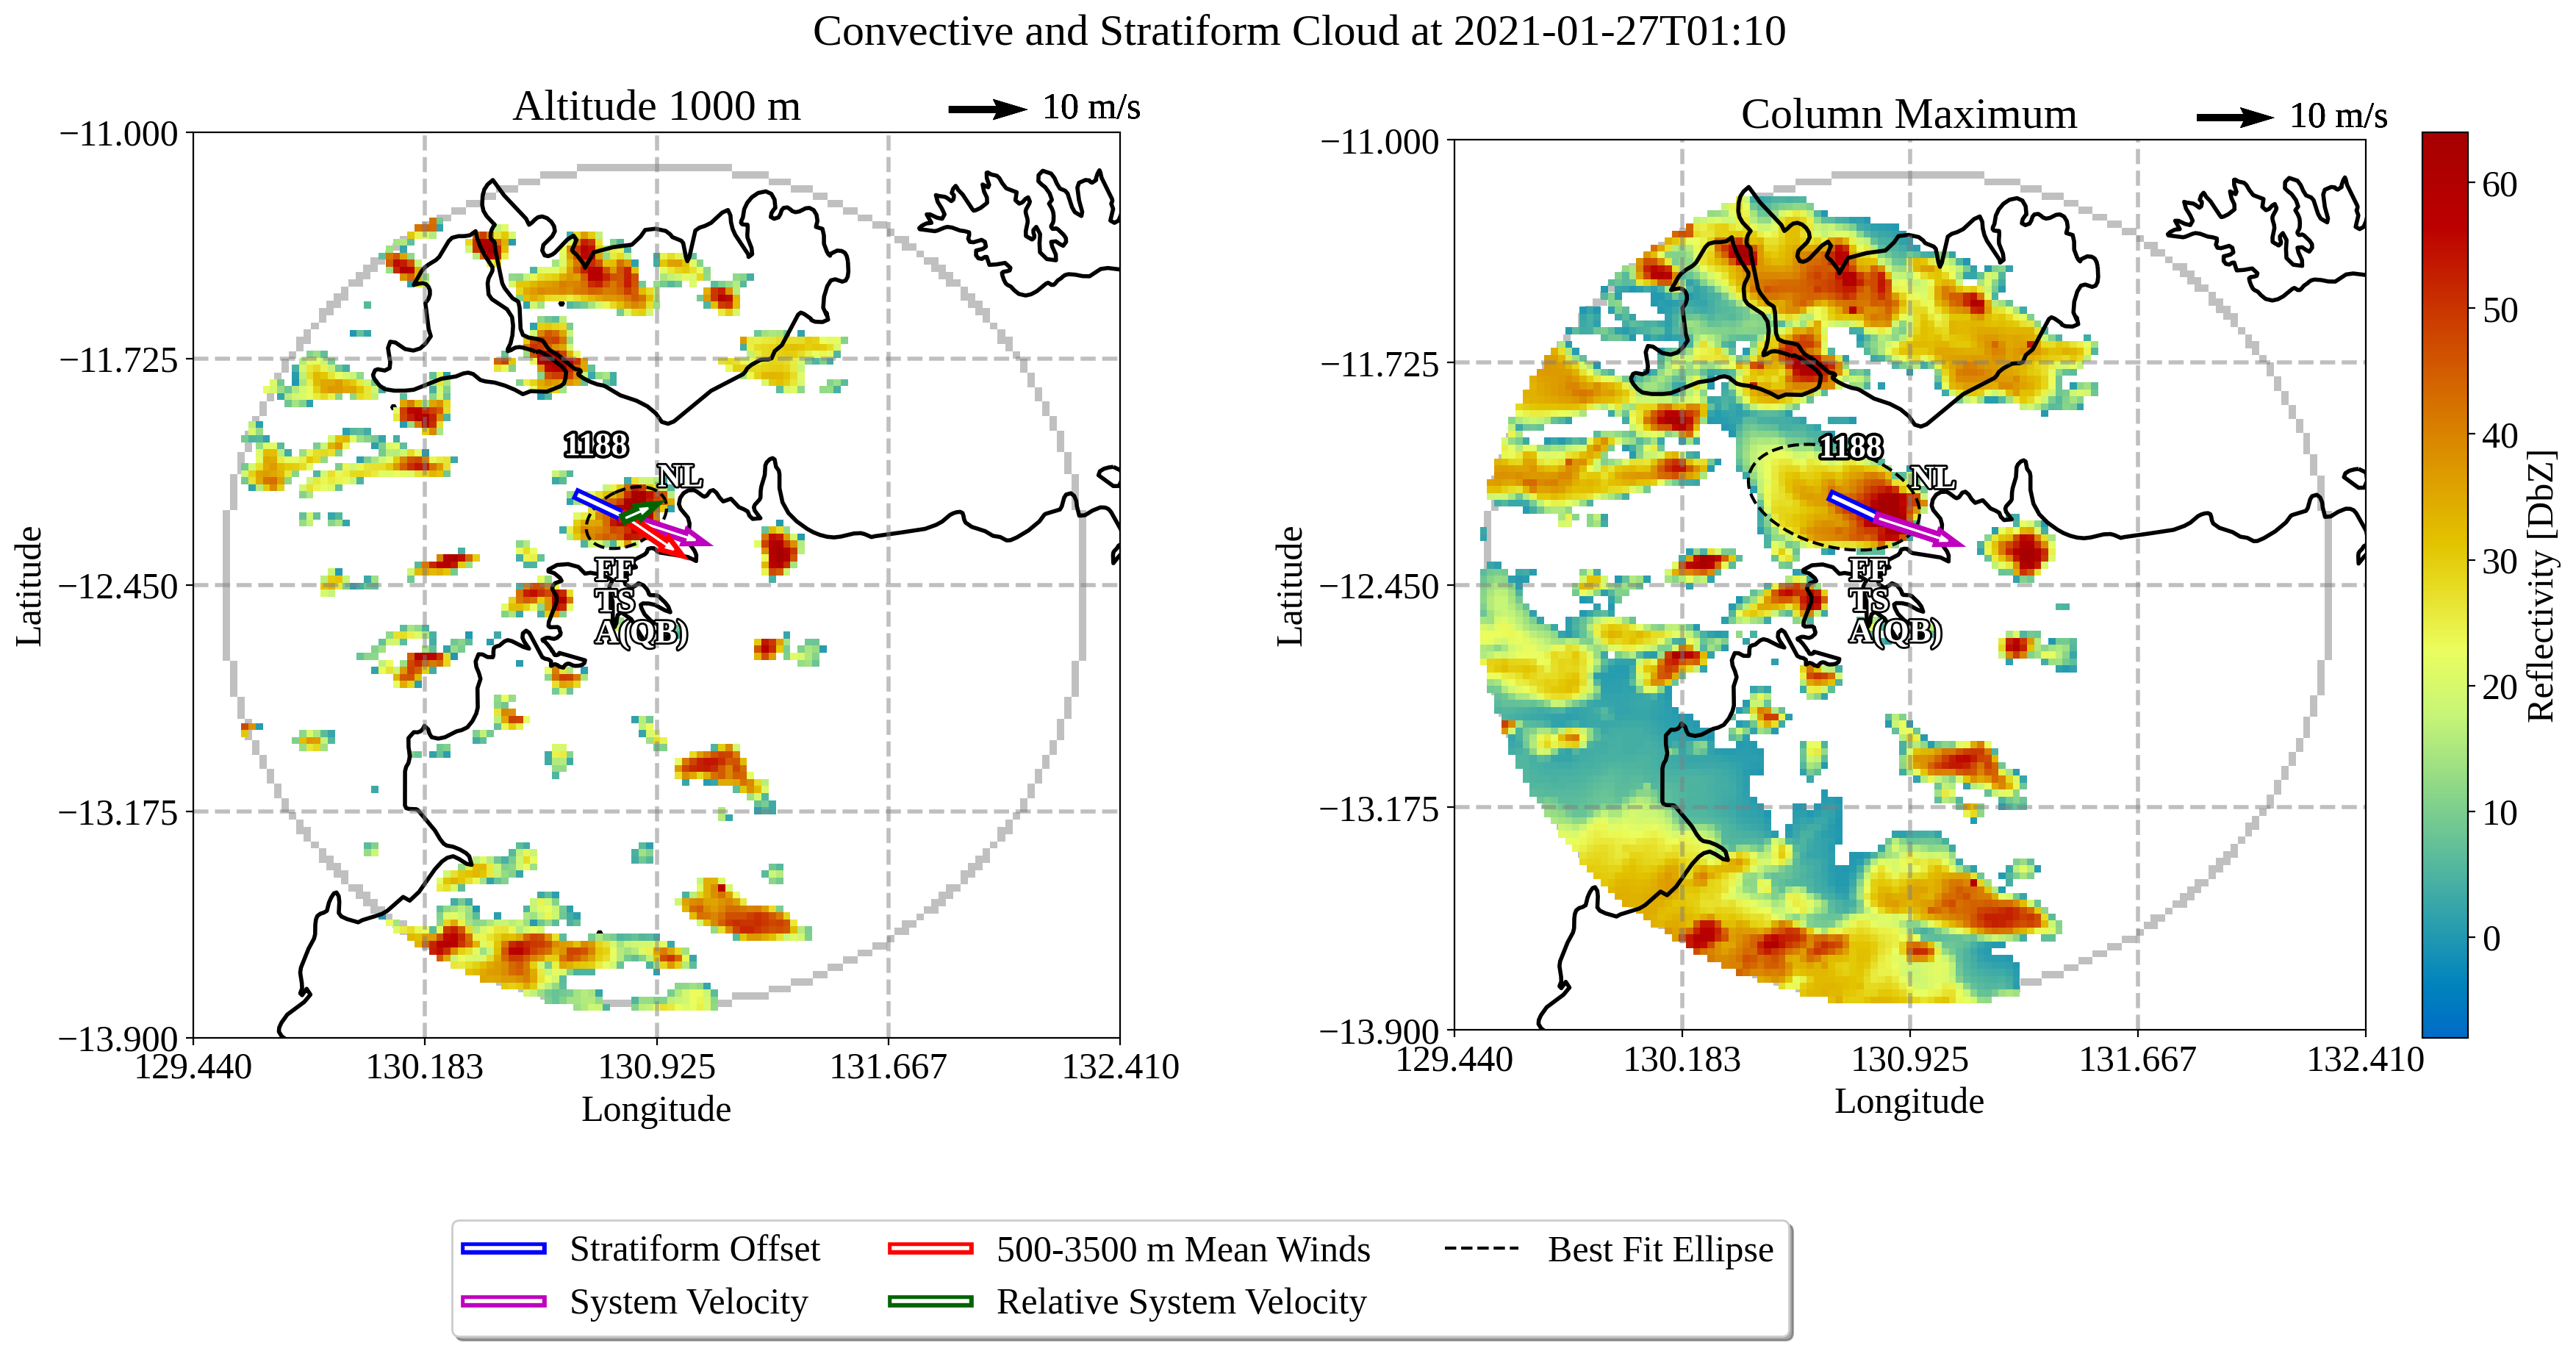 Convective and Stratiform Cloud at 2021-01-27T01:10
Altitude 1000 m
10 m/s
−11.000
−11.725
−12.450
−13.175
−13.900
Latitude
129.440
130.183
130.925
131.667
132.410
Longitude
1188
NL
FF
TS
A(QB)
Column Maximum
10 m/s
−11.000
−11.725
−12.450
−13.175
−13.900
Latitude
129.440
130.183
130.925
131.667
132.410
Longitude
1188
NL
FF
TS
A(QB)
60
50
40
30
20
10
0
Reflectivity [DbZ]
Stratiform Offset
System Velocity
500-3500 m Mean Winds
Relative System Velocity
Best Fit Ellipse